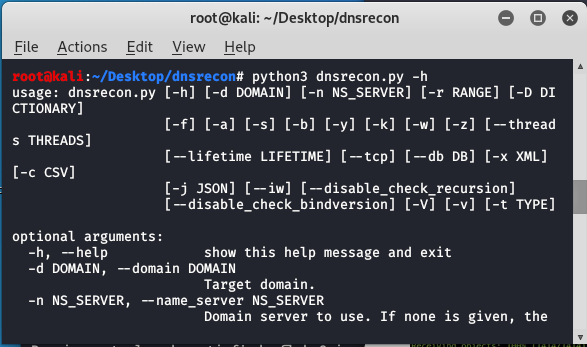 root@kali: ~/Desktop/dnsrecon
File Actions Edit View Help
root@kali:~/Desktop/dnsrecon# python3 dnsrecon.py -h
usage: dnsrecon.py [-h] [-d DOMAIN] [-n NS_SERVER] [-r RANGE] [-D DI
CTIONARY]
[-f] [-a] [-s] [-b] [-y] [-k] [-w] [-z] [--thread
s THREADS]
[--lifetime LIFETIME] [--tcp] [--db DB] [-x XML]
[-c CSV]
[-j JSON] [--iw] [--disable_check_recursion]
[--disable_check_bindversion] [-V] [-v] [-t TYPE]
optional arguments:
-h, --help show this help message and exit
-d DOMAIN, --domain DOMAIN
Target domain.
-n NS_SERVER, --name_server NS_SERVER
Domain server to use. If none is given, the